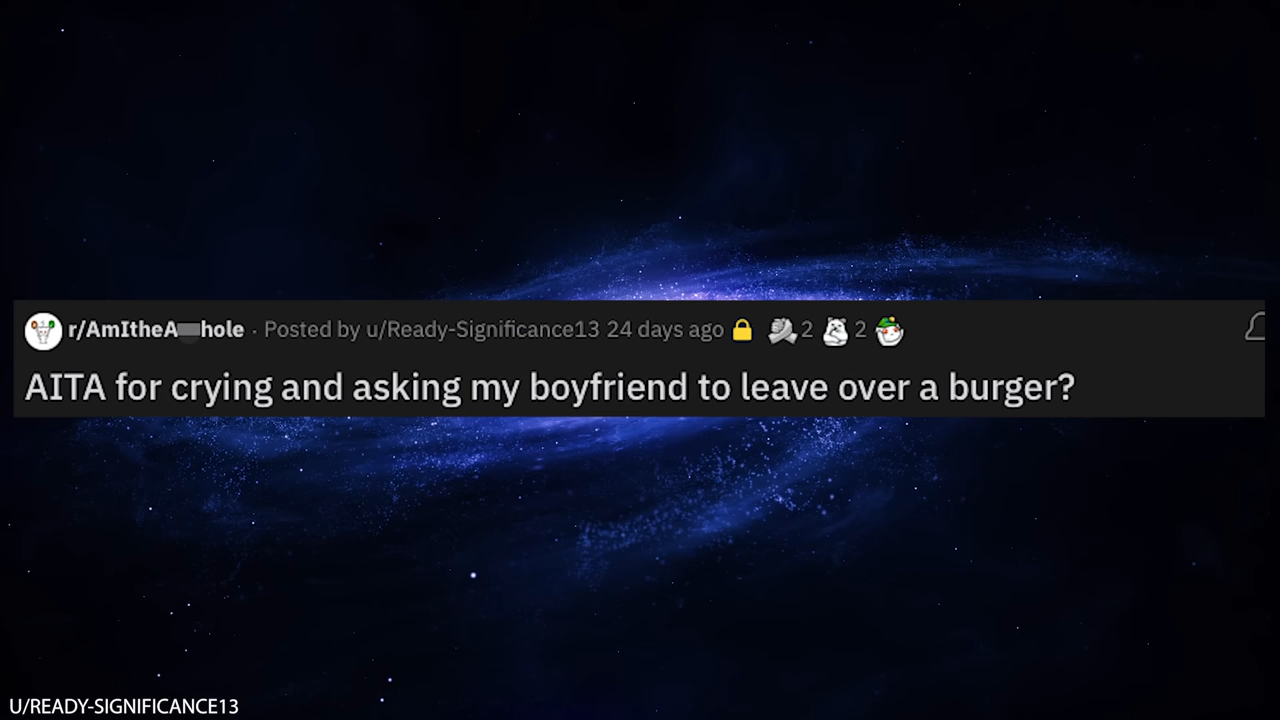 r/AmItheA hole · Posted by u/Ready-Significance13 24 days ago 2 2
AITA for crying and asking my boyfriend to leave over a burger?
U/READY-SIGNIFICANCE13